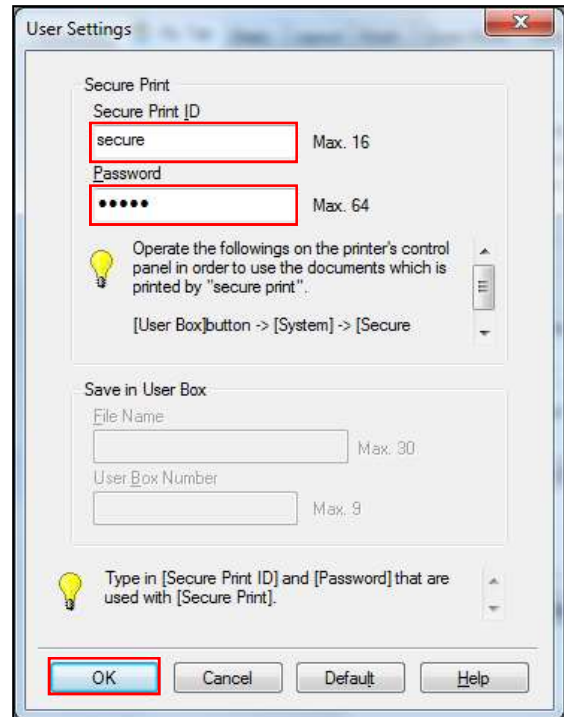 User Settings
Secure Print
Secure Print ID
secure
Max. 16
Password
•••••
Max. 64
Operate the followings on the printer's control
panel in order to use the documents which is
printed by "secure print".
[User Box]button -> [System] -> [Secure
Save in User Box
File Name
Max. 30
User Box Number
Max. 9
Type in [Secure Print ID] and [Password] that are
used with [Secure Print].
OK Cancel Default Help